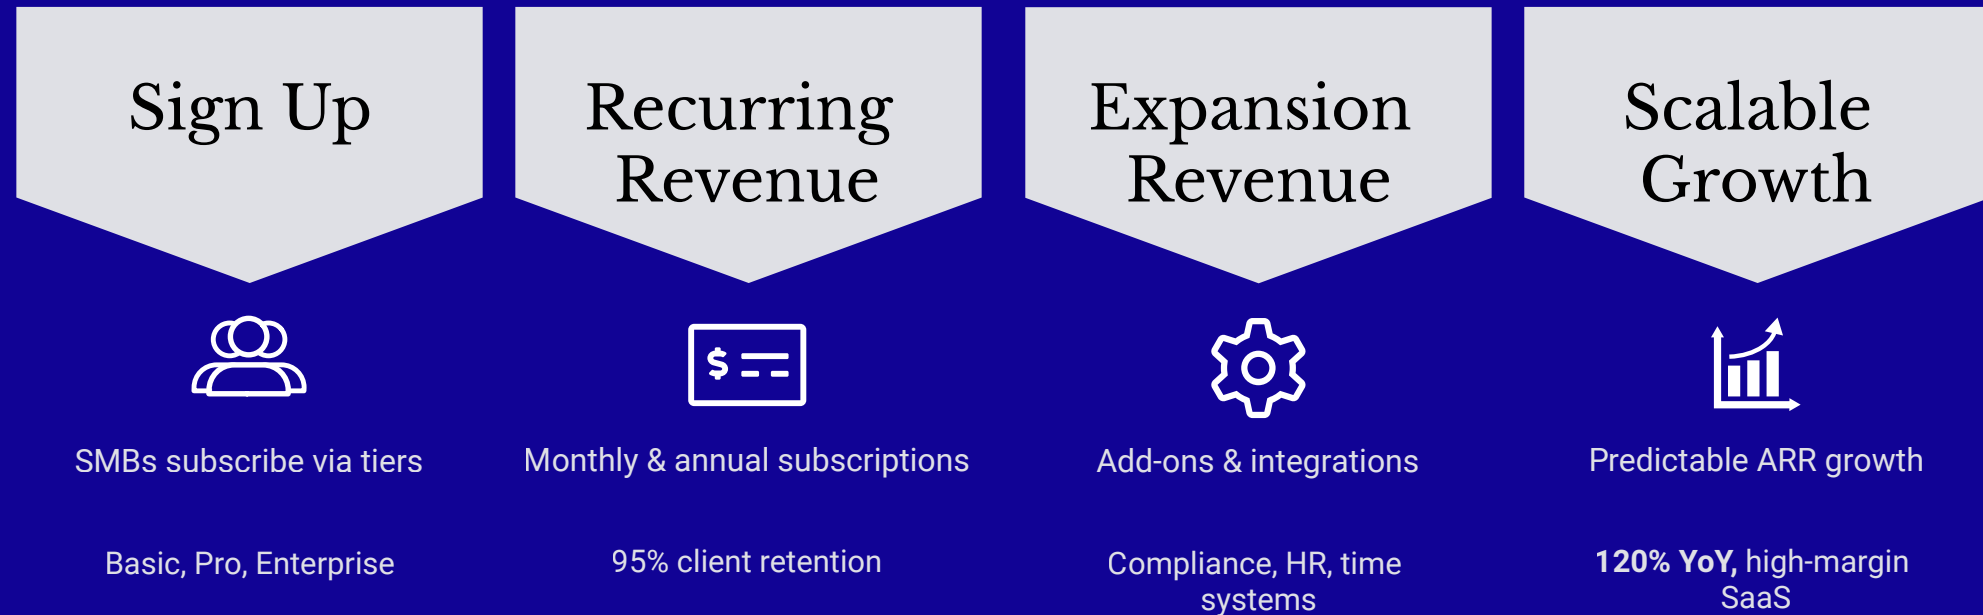 Sign Up
SMBs subscribe via tiers
Basic, Pro, Enterprise
Recurring
Revenue
$
Monthly & annual subscriptions
95% client retention
Expansion
Revenue
Add-ons & integrations
Compliance, HR, time
systems
Scalable
Growth
Predictable ARR growth
120% YoY, high-margin
SaaS